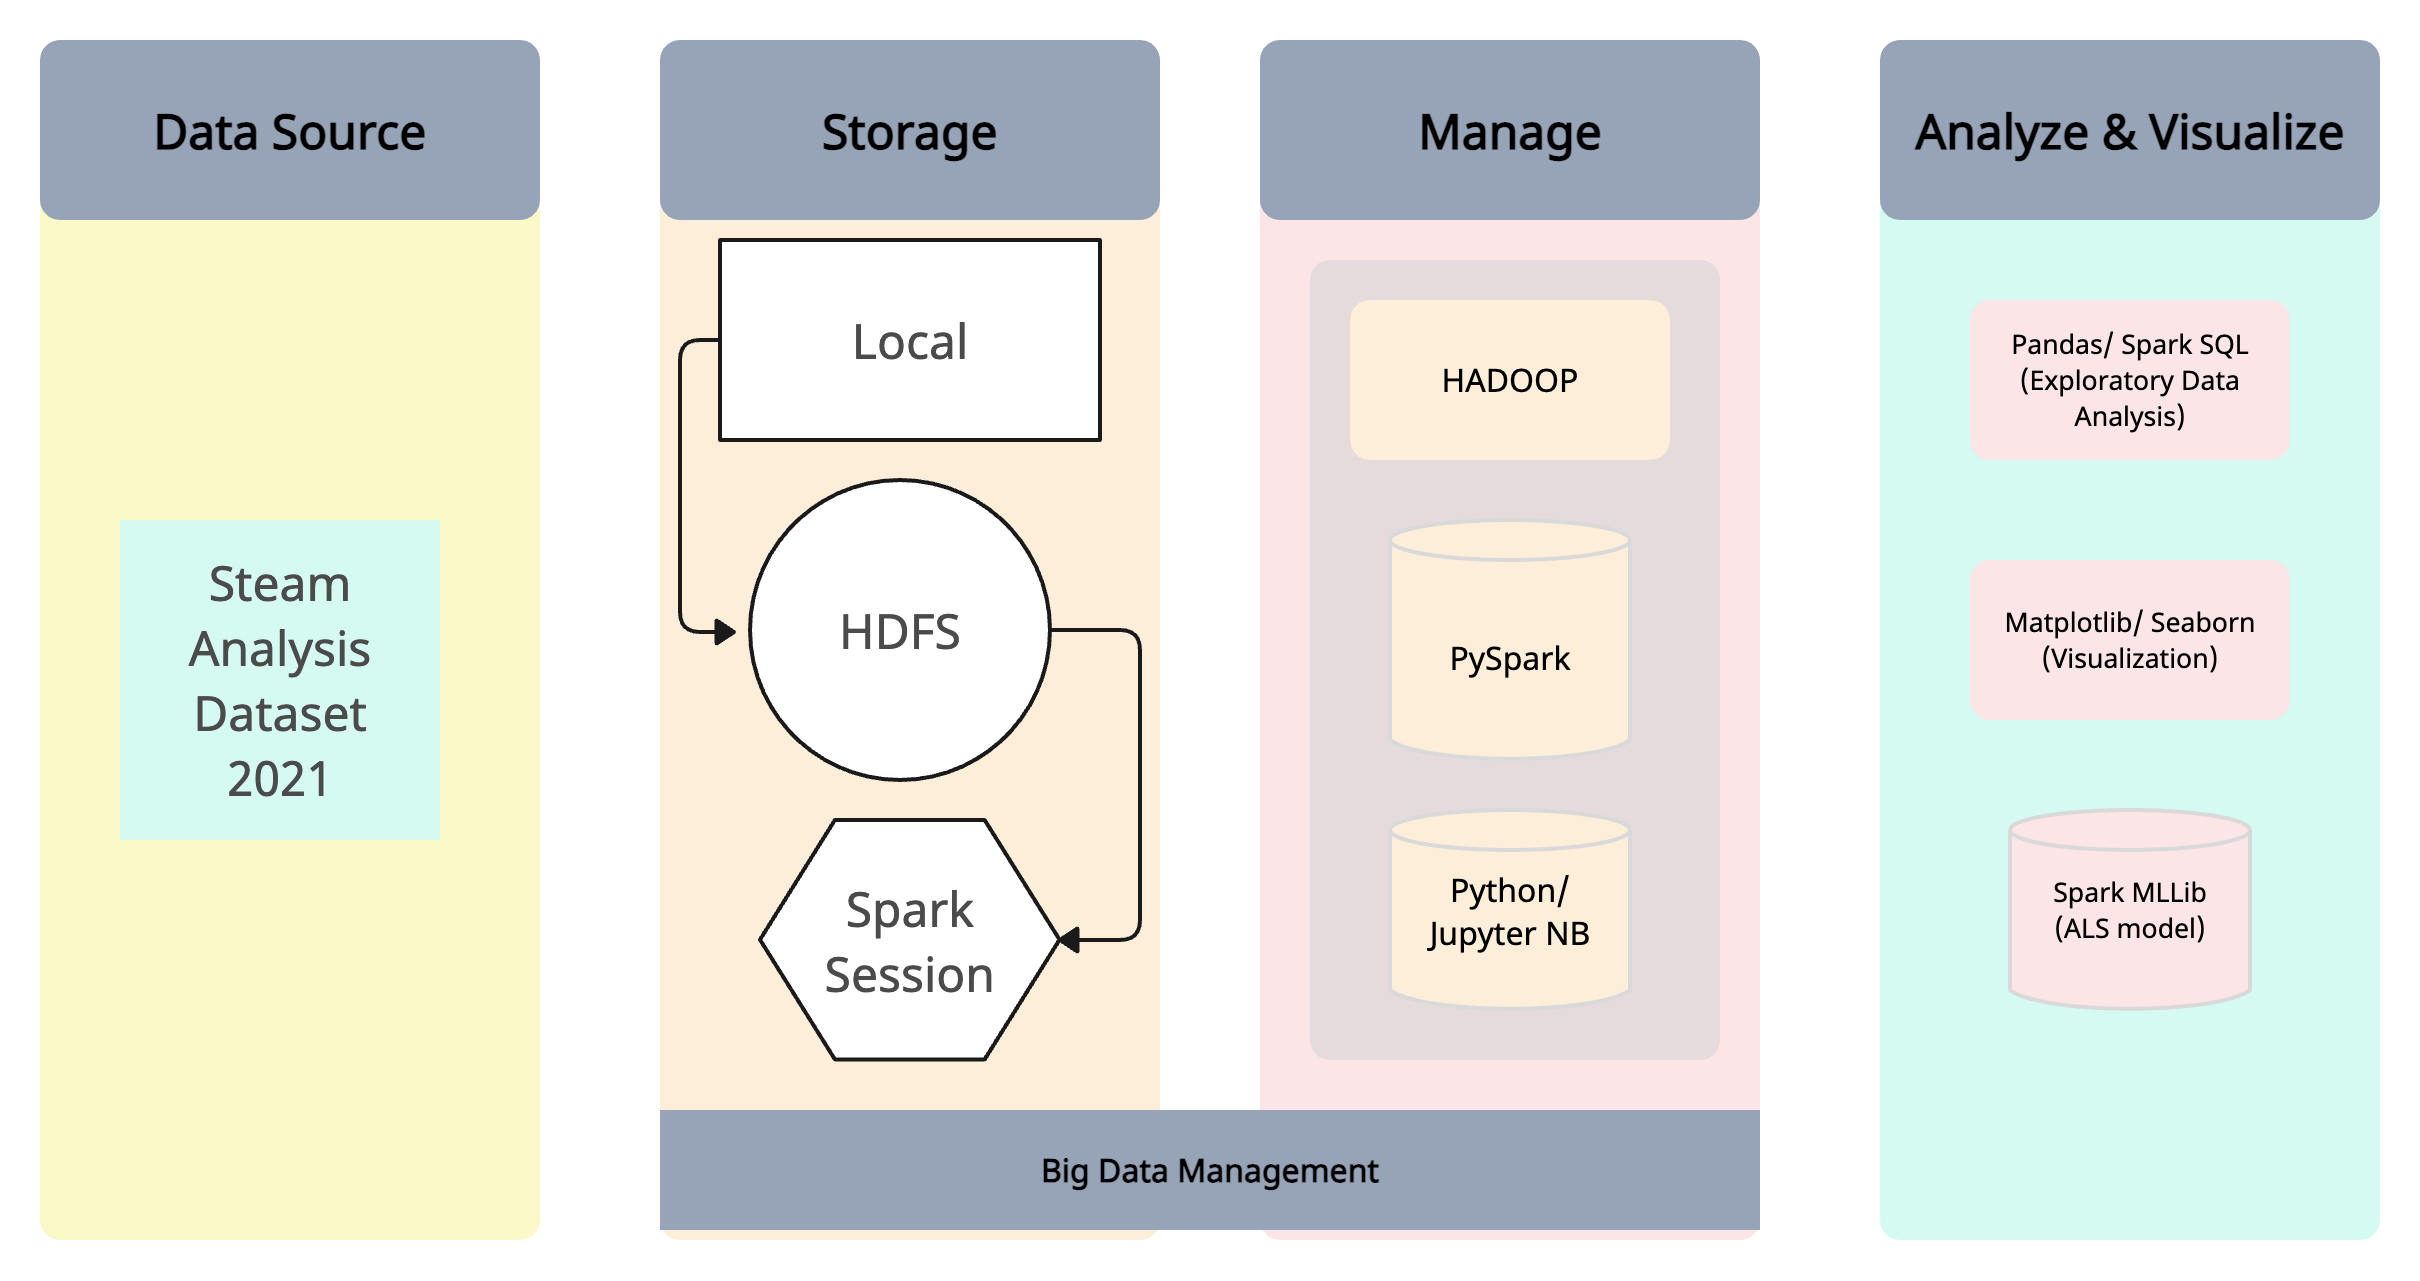 Data Source
Steam
Analysis
Dataset
2021
Storage
Local
HDFS
Spark
Session
Manage
HADOOP
PySpark
Python/
Jupyter NB
Big Data Management
Analyze & Visualize
Pandas/ Spark SQL
(Exploratory Data
Analysis)
Matplotlib/ Seaborn
(Visualization)
Spark MLLib
(ALS model)